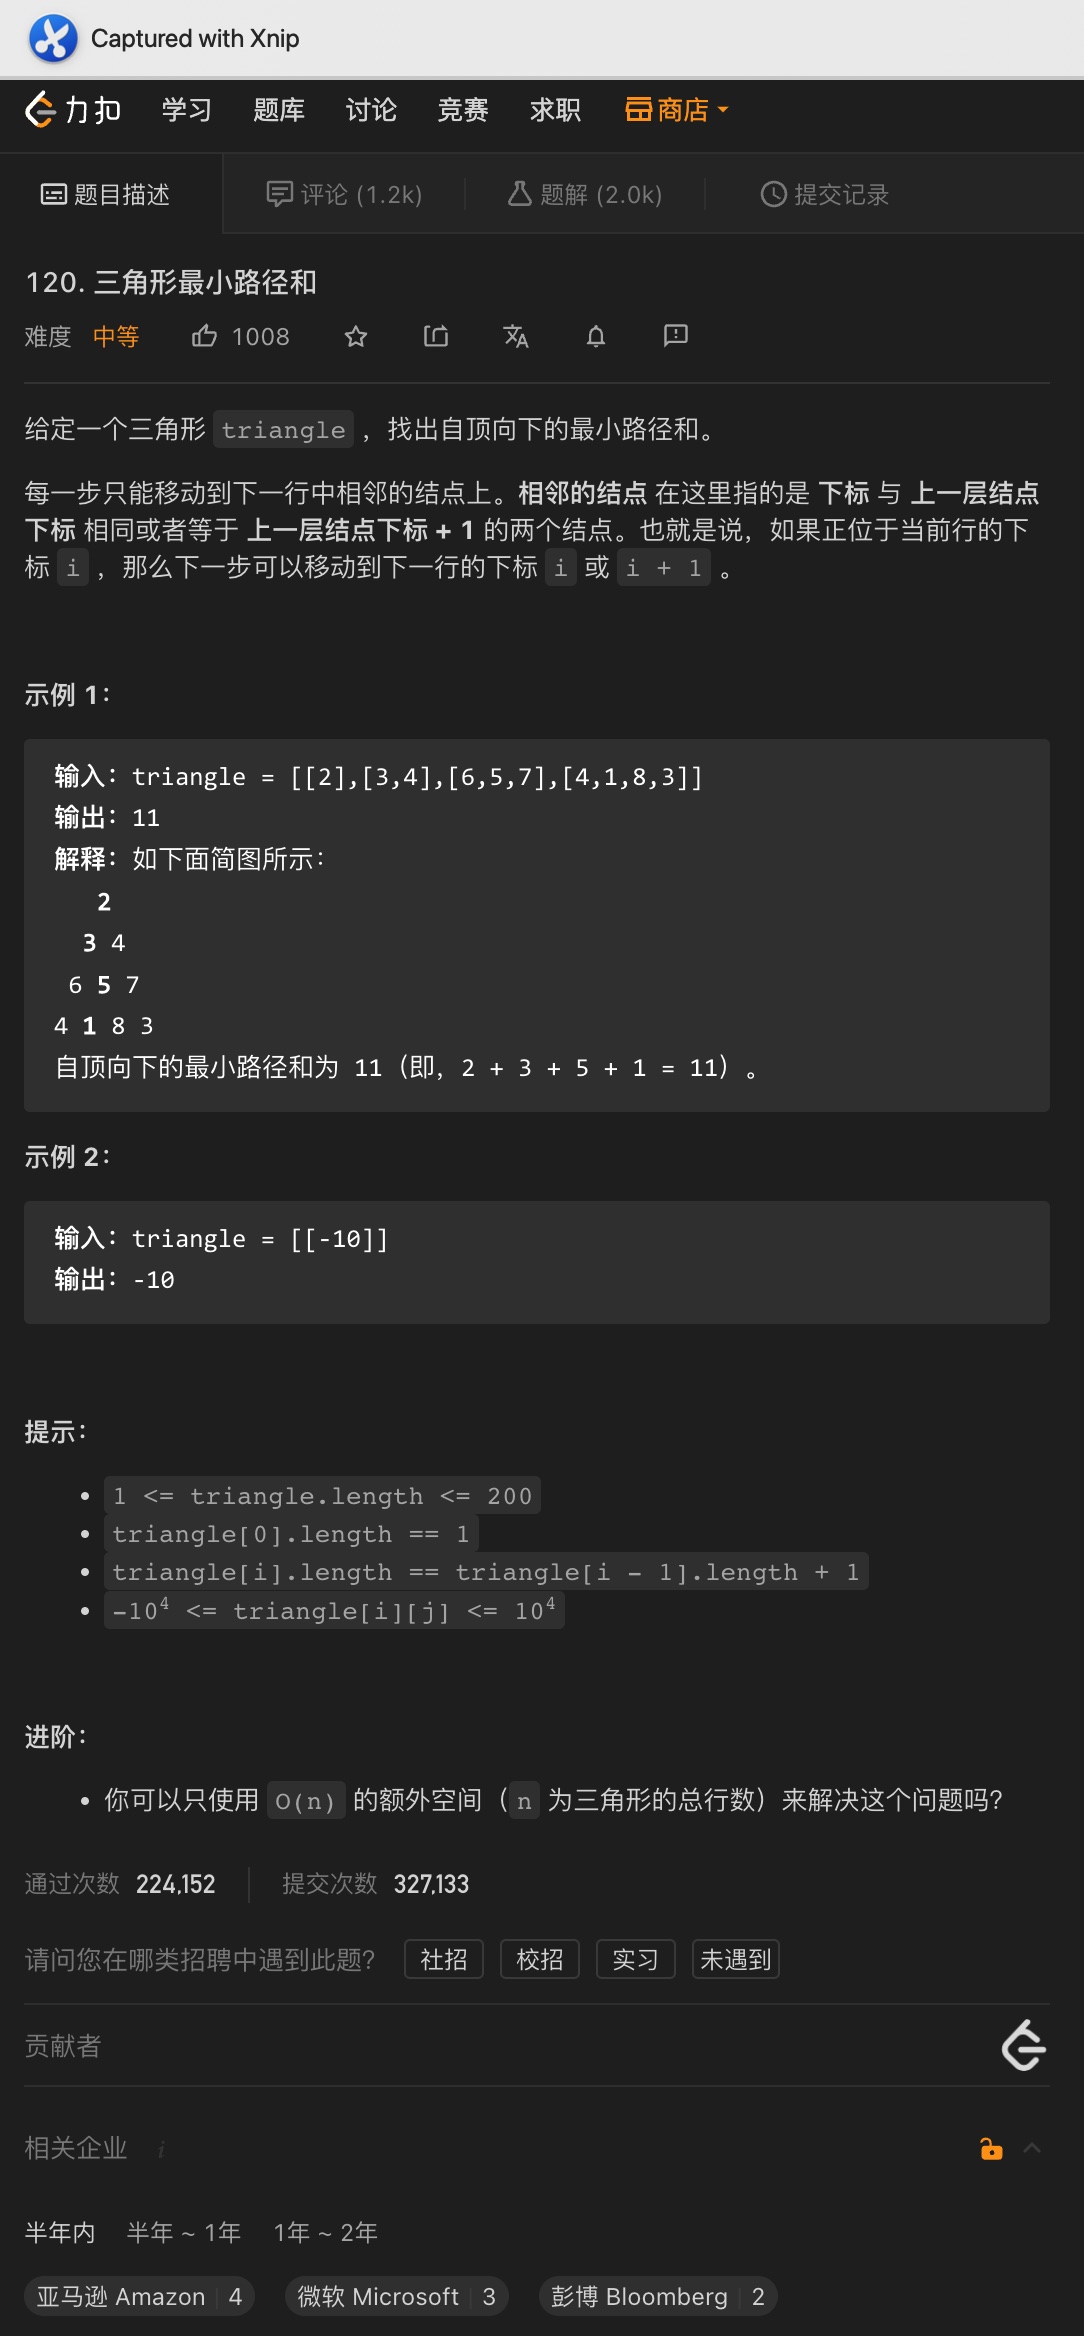 Captured with Xnip
力扣 学习 题库 讨论 竞赛 求职 商店
题目描述 评论 (1.2k) 题解 (2.0k) 提交记录
120. 三角形最小路径和
难度 中等 1008
给定一个三角形 triangle ，找出自顶向下的最小路径和。
每一步只能移动到下一行中相邻的结点上。相邻的结点 在这里指的是 下标 与 上一层结点
下标 相同或者等于 上一层结点下标 + 1 的两个结点。也就是说，如果正位于当前行的下
标 i ，那么下一步可以移动到下一行的下标 i 或 i + 1 。
示例 1：
输入：triangle = [[2],[3,4],[6,5,7],[4,1,8,3]]
输出：11
解释：如下面简图所示：
2
3 4
6 5 7
4 1 8 3
自顶向下的最小路径和为 11（即，2 + 3 + 5 + 1 = 11）。
示例 2：
输入：triangle = [[-10]]
输出：-10
提示：
• 1 <= triangle.length <= 200
• triangle[0].length == 1
• triangle[i].length == triangle[i - 1].length + 1
• -10⁴ <= triangle[i][j] <= 10⁴
进阶：
• 你可以只使用 O(n) 的额外空间（n 为三角形的总行数）来解决这个问题吗？
通过次数 224,152 提交次数 327,133
请问您在哪类招聘中遇到此题？ 社招 校招 实习 未遇到
贡献者
相关企业 i
半年内 半年 ~ 1年 1年 ~ 2年
亚马逊 Amazon 4 微软 Microsoft 3 彭博 Bloomberg 2